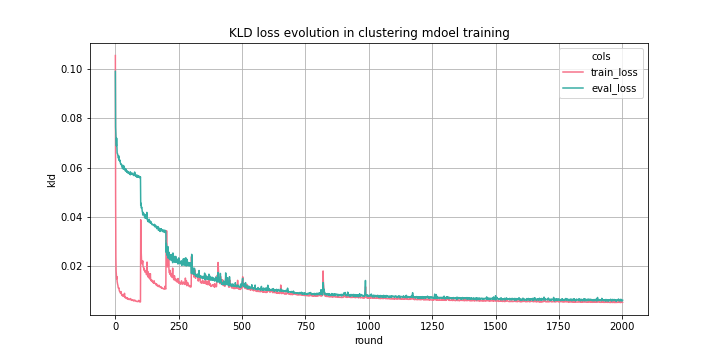 KLD loss evolution in clustering mdoel training
cols
train_loss
eval_loss
kld
0.10
0.08
0.06
0.04
0.02
0
250
500
750
1000
1250
1500
1750
2000
round